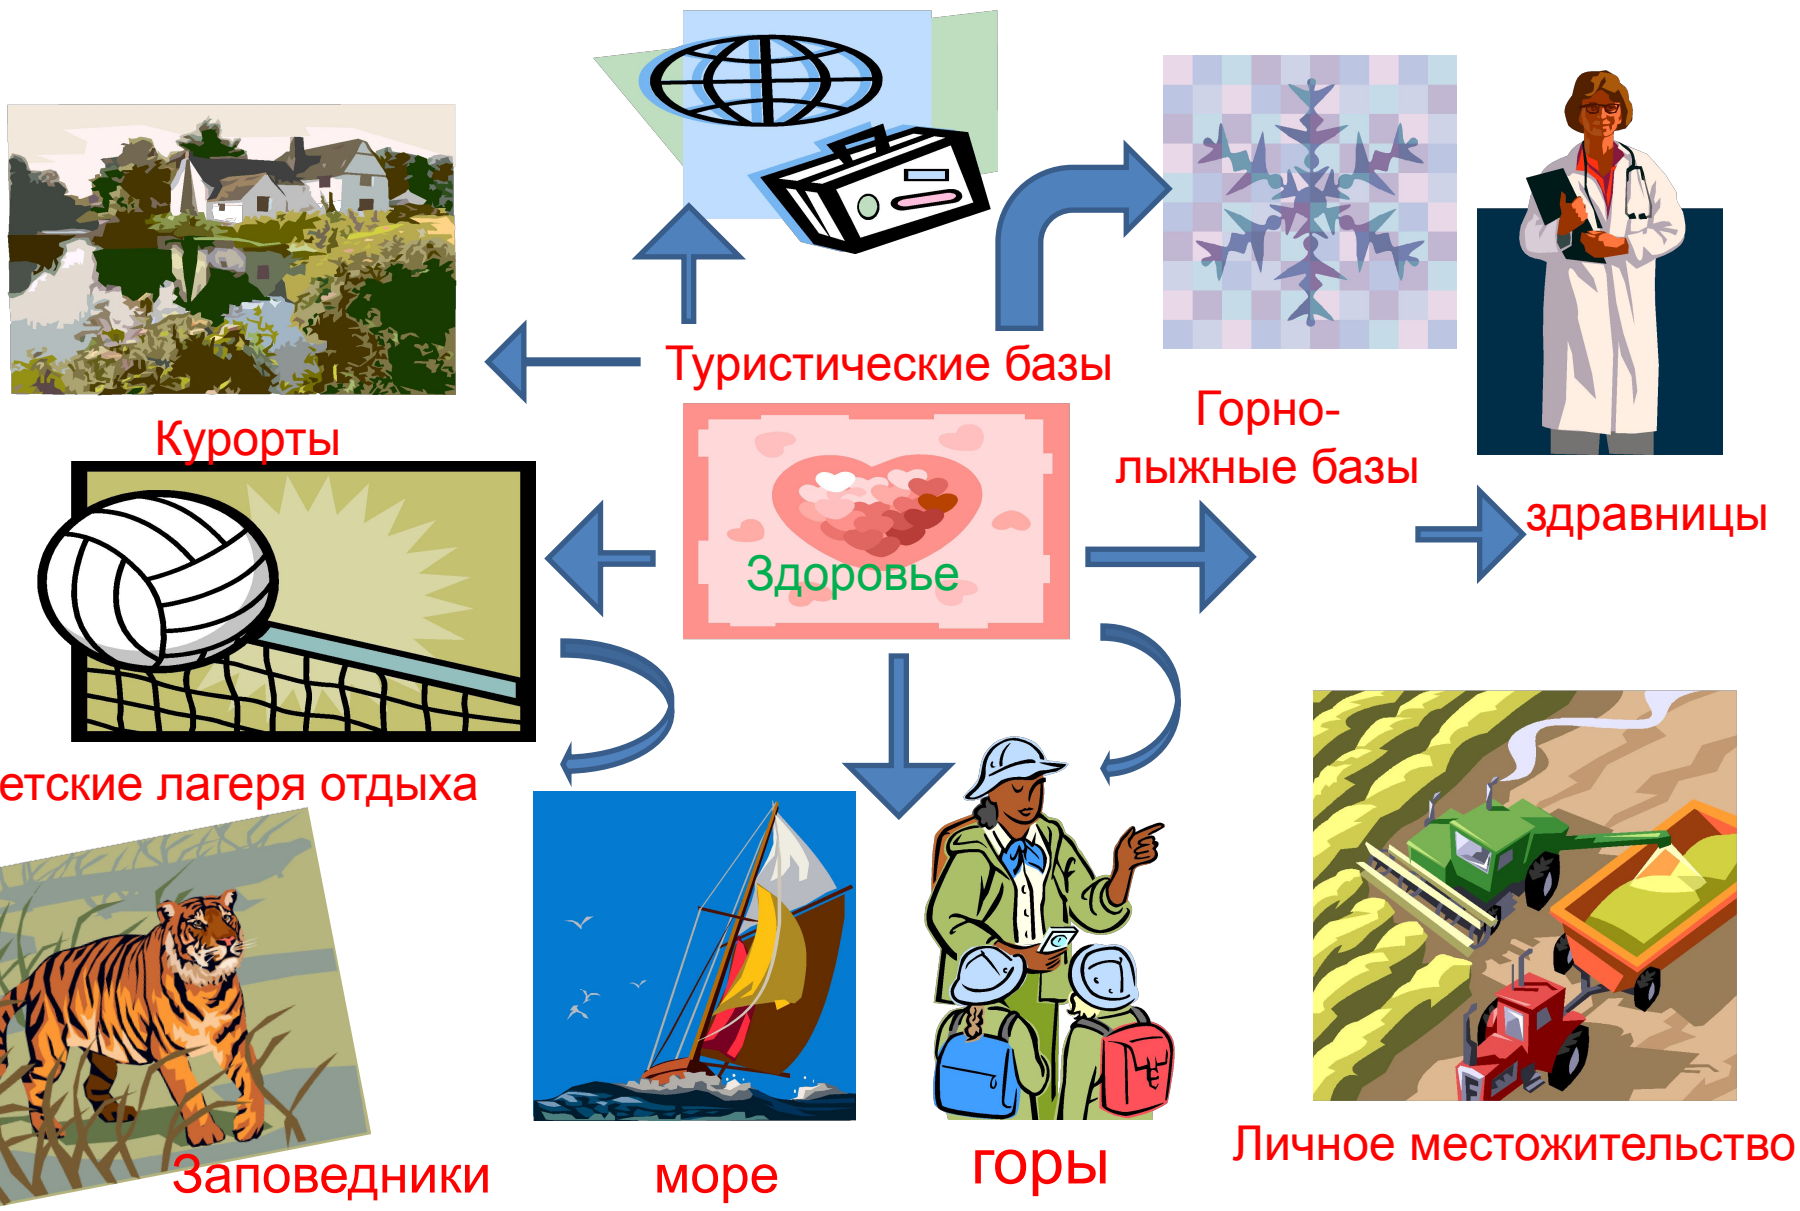 Туристические базы
Горно-
лыжные базы
Курорты
здравницы
Здоровье
етские лагеря отдыха
Личное местожительство
Заповедники
море
горы